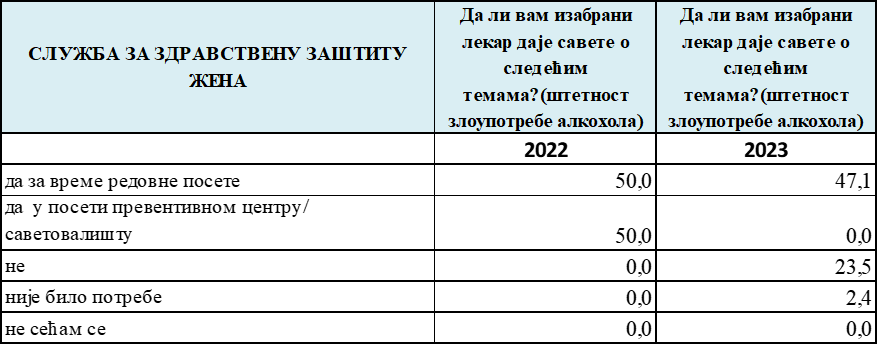 СЛУЖБА ЗА ЗДРАВСТВЕНУ ЗАШТИТУ
ЖЕНА
Да ли вам изабрани
лекар даје савете о
следећим
темама?(штетност
злоупотребе алкохола)
Да ли вам изабрани
лекар даје савете о
следећим
темама?(штетност
злоупотребе алкохола)
2022 2023
да за време редовне посете 50,0 47,1
да у посети превентивном центру/
саветовалишту 50,0 0,0
не 0,0 23,5
није било потребе 0,0 2,4
не сећам се 0,0 0,0